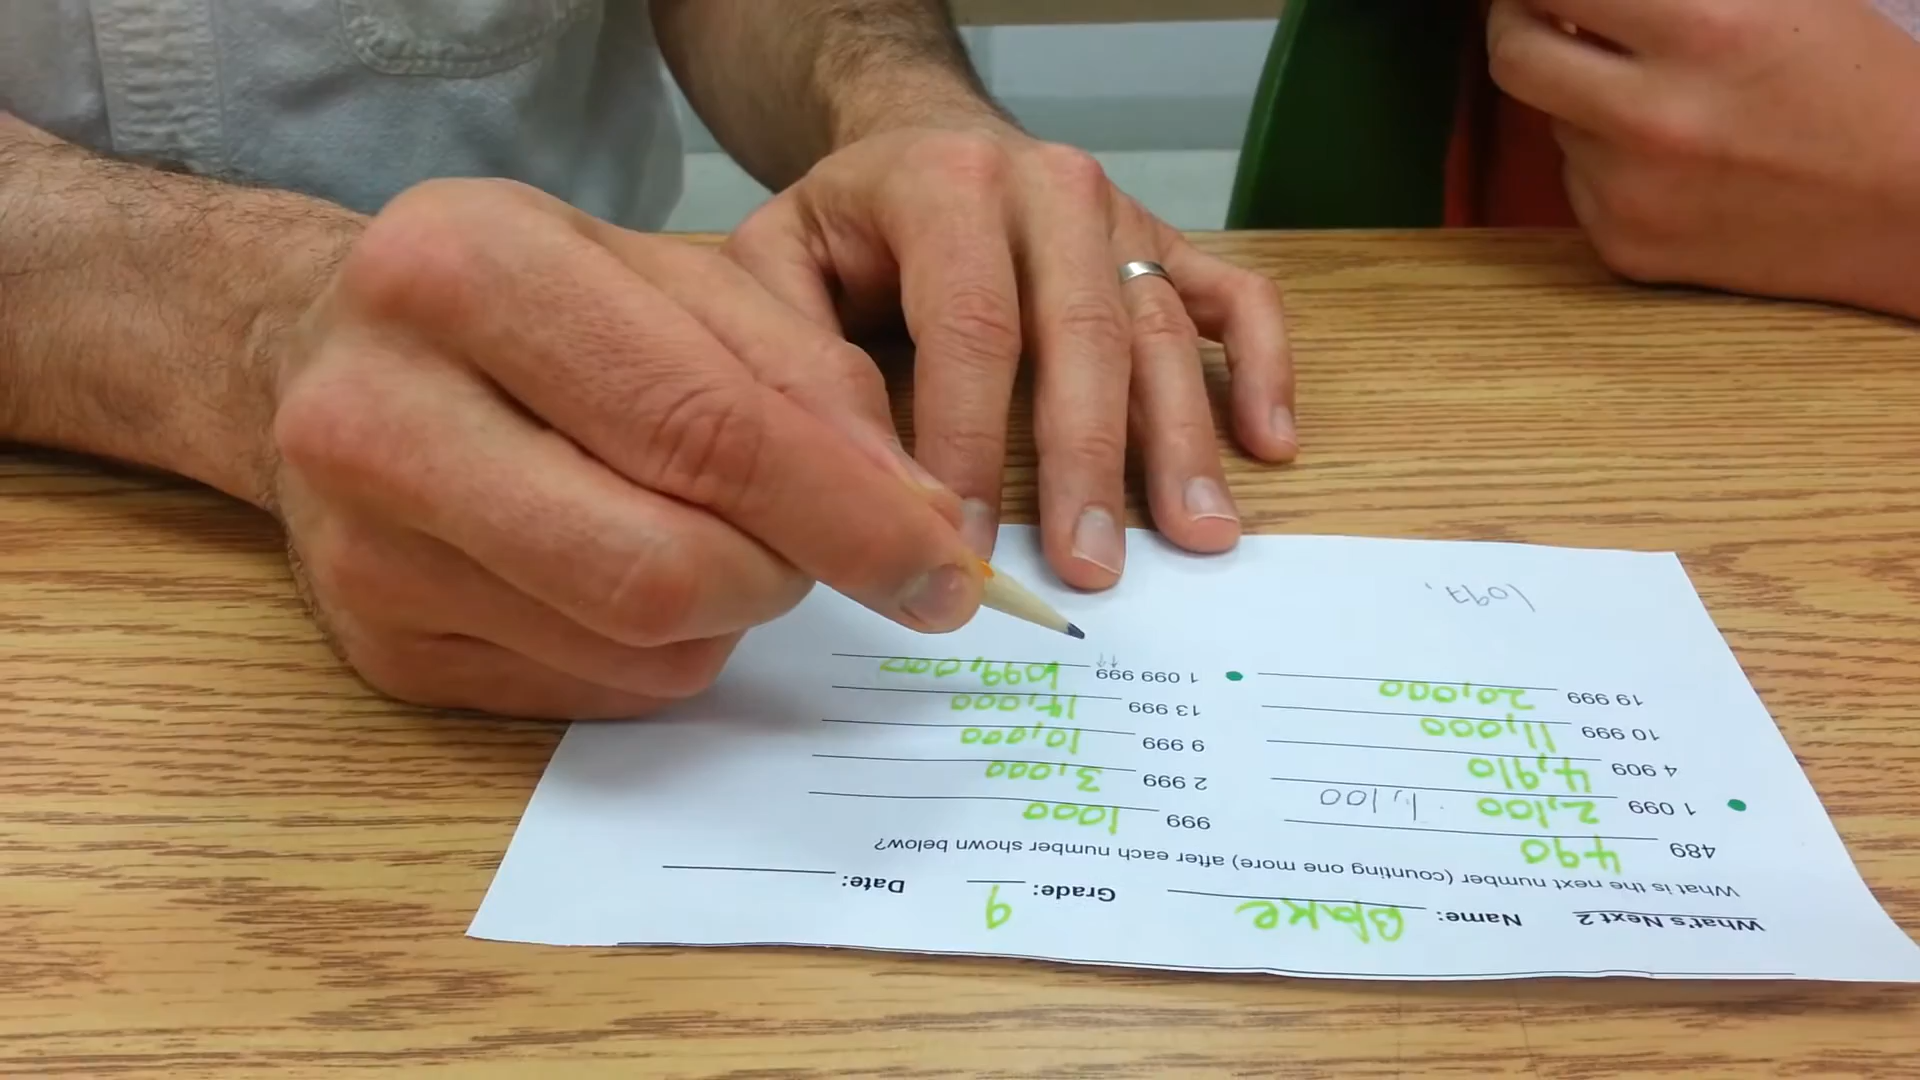 What's Next 2 Name: Blake Grade: 9 Date:
What is the next number (counting one more) after each number shown below?
489 490
1 099 2,100 1,100
4 909 4,910
10 999 11,000
19 999 20,000
999 1000
2 999 3,000
9 999 10,000
13 999 14,000
1 099 999 1,099,000
1097,